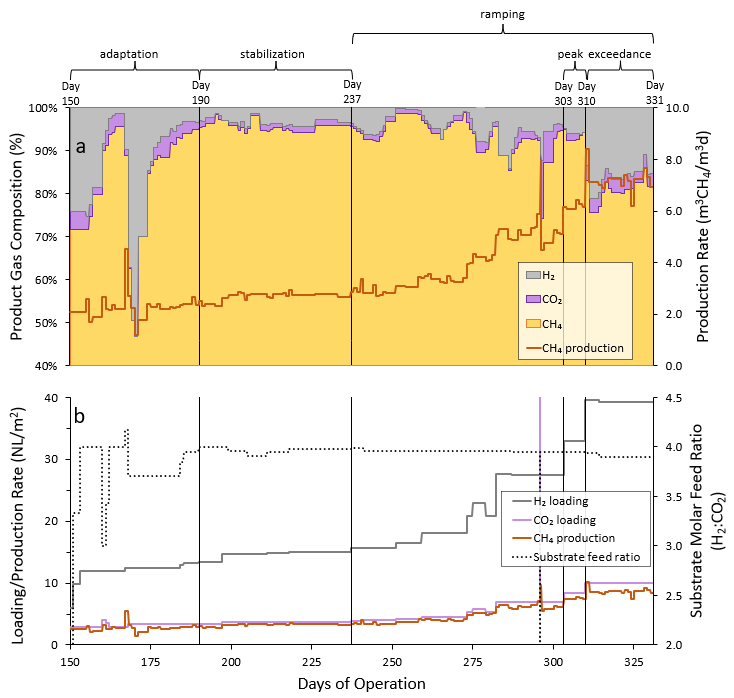 ramping
adaptation
stabilization
peak exceedance
Day 150
Day 190
Day 237
Day 303
Day 310
Day 331
a
Product Gas Composition (%)
100%
90%
80%
70%
60%
50%
40%
Production Rate (m³CH₄/m³d)
10.0
8.0
6.0
4.0
2.0
0.0
H₂
CO₂
CH₄
CH₄ production
b
Loading/Production Rate (NL/m²)
40
30
20
10
0
Substrate Molar Feed Ratio
(H₂:CO₂)
4.5
4.0
3.5
3.0
2.5
2.0
H₂ loading
CO₂ loading
CH₄ production
Substrate feed ratio
150
175
200
225
250
275
300
325
Days of Operation